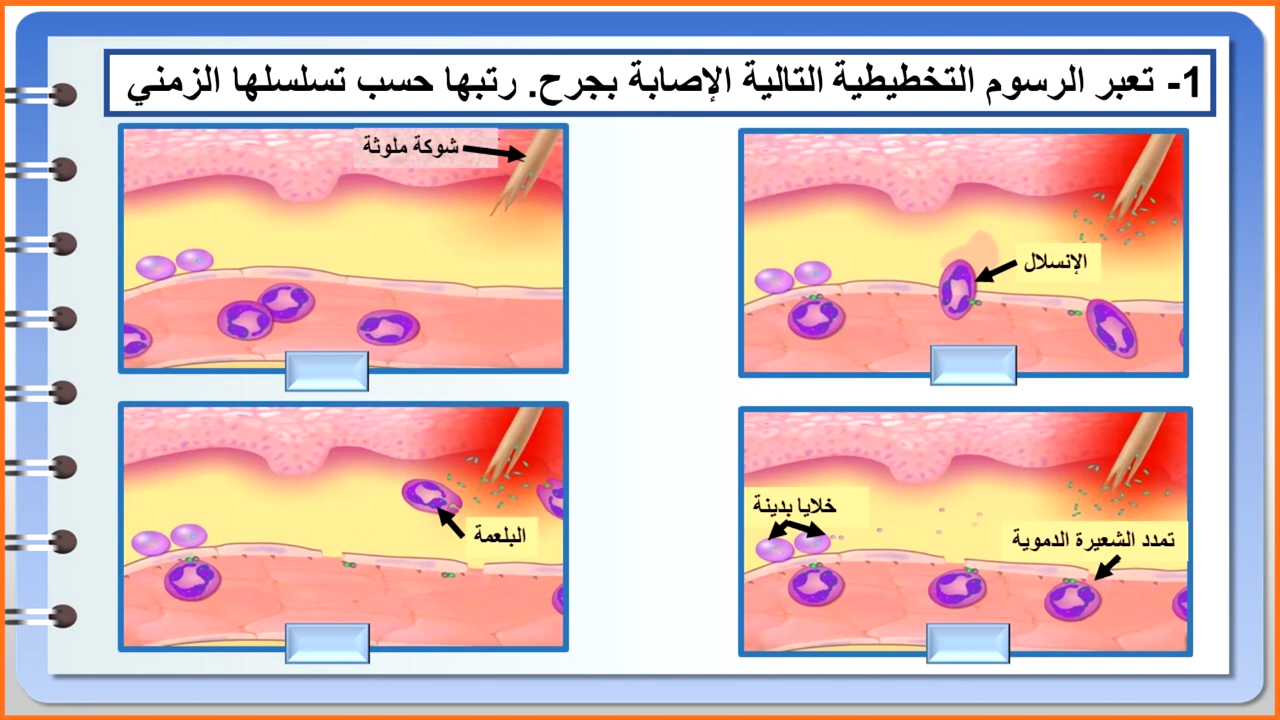 1- تعبر الرسوم التخطيطية التالية الإصابة بجرح. رتبها حسب تسلسلها الزمني
شوكة ملوثة
الإنسلال
خلايا بدينة
تمدد الشعيرة الدموية
البلعمة